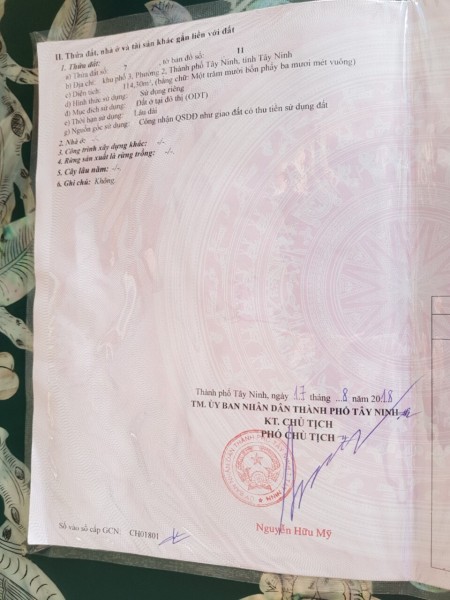 II. Thửa đất, nhà ở và tài sản khác gắn liền với đất
1. Thửa đất:
a) Thửa đất số: 7 , tờ bản đồ số: 11
b) Địa chỉ: khu phố 3, Phường 2, Thành phố Tây Ninh, tỉnh Tây Ninh
c) Diện tích: 114,30m², (bằng chữ: Một trăm mười bốn phẩy ba mươi mét vuông)
d) Hình thức sử dụng: Sử dụng riêng
đ) Mục đích sử dụng: Đất ở tại đô thị (ODT)
e) Thời hạn sử dụng: Lâu dài
g) Nguồn gốc sử dụng: Công nhận QSDĐ như giao đất có thu tiền sử dụng đất
2. Nhà ở: -/-
3. Công trình xây dựng khác: -/-
4. Rừng sản xuất là rừng trồng: -/-
5. Cây lâu năm: -/-
6. Ghi chú: Không.
Thành phố Tây Ninh, ngày 17 tháng 8 năm 2018
TM. ỦY BAN NHÂN DÂN THÀNH PHỐ TÂY NINH
KT. CHỦ TỊCH
PHÓ CHỦ TỊCH
Nguyễn Hữu Mỹ
Số vào sổ cấp GCN: CH01801